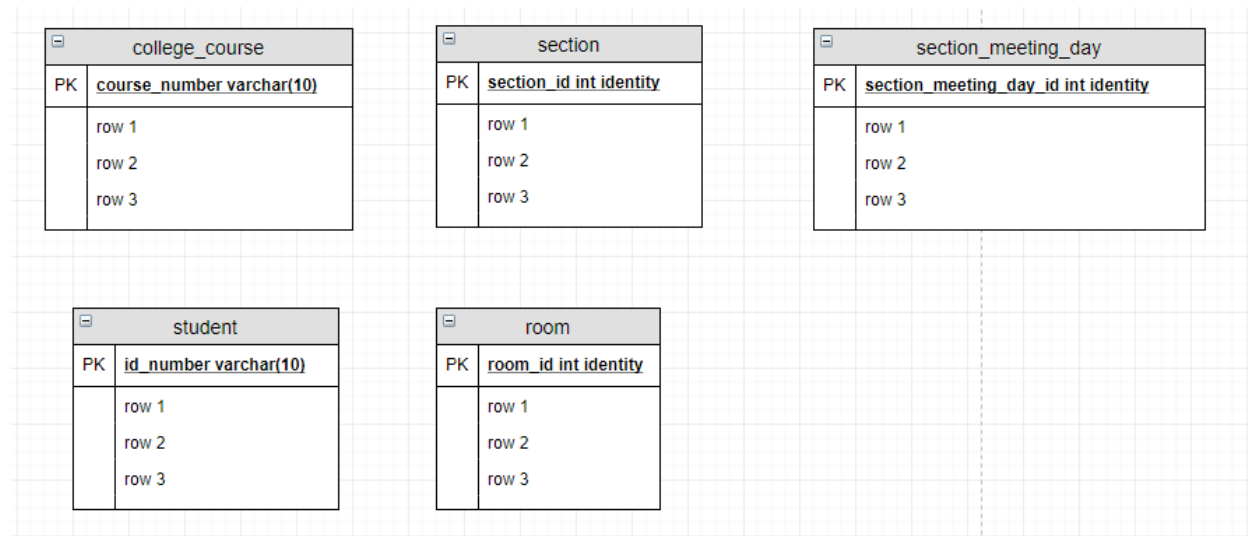 college_course
PK course_number varchar(10)
row 1
row 2
row 3
section
PK section_id int identity
row 1
row 2
row 3
section_meeting_day
PK section_meeting_day_id int identity
row 1
row 2
row 3
student
PK id_number varchar(10)
row 1
row 2
row 3
room
PK room_id int identity
row 1
row 2
row 3